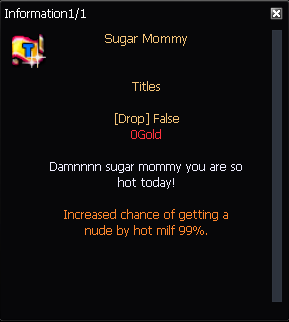 Information1/1
Sugar Mommy
T
Titles
[Drop] False
0Gold
Damnnnn sugar mommy you are so
hot today!
Increased chance of getting a
nude by hot milf 99%.